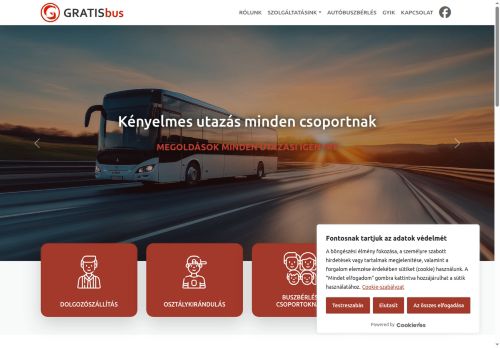 GRATISbus
RÓLUNK SZOLGÁLTATÁSINK AUTÓBUSZBÉRLÉS GYIK KAPCSOLAT
Kényelmes utazás minden csoportnak
MEGOLDÁSOK MINDEN UTAZÁSI
DOLGOZÓSZÁLLÍTÁS
OSZTÁLYKIRÁNDULÁS
BUSZBÉRLÉS
CSOPORTOKN
Fontosnak tartjuk az adatok védelmét
A böngészési élmény fokozása, a személyre szabott
hirdetések vagy tartalmak megjelenítése, valamint a
forgalom elemzése érdekében sütiket (cookie) használunk. A
"Mindet elfogadom" gombra kattintva hozzájárulhat a sütik
használatához. Cookie-szabályzat
Testreszabás Elutasít Az összes elfogadása
Powered by CookieYes